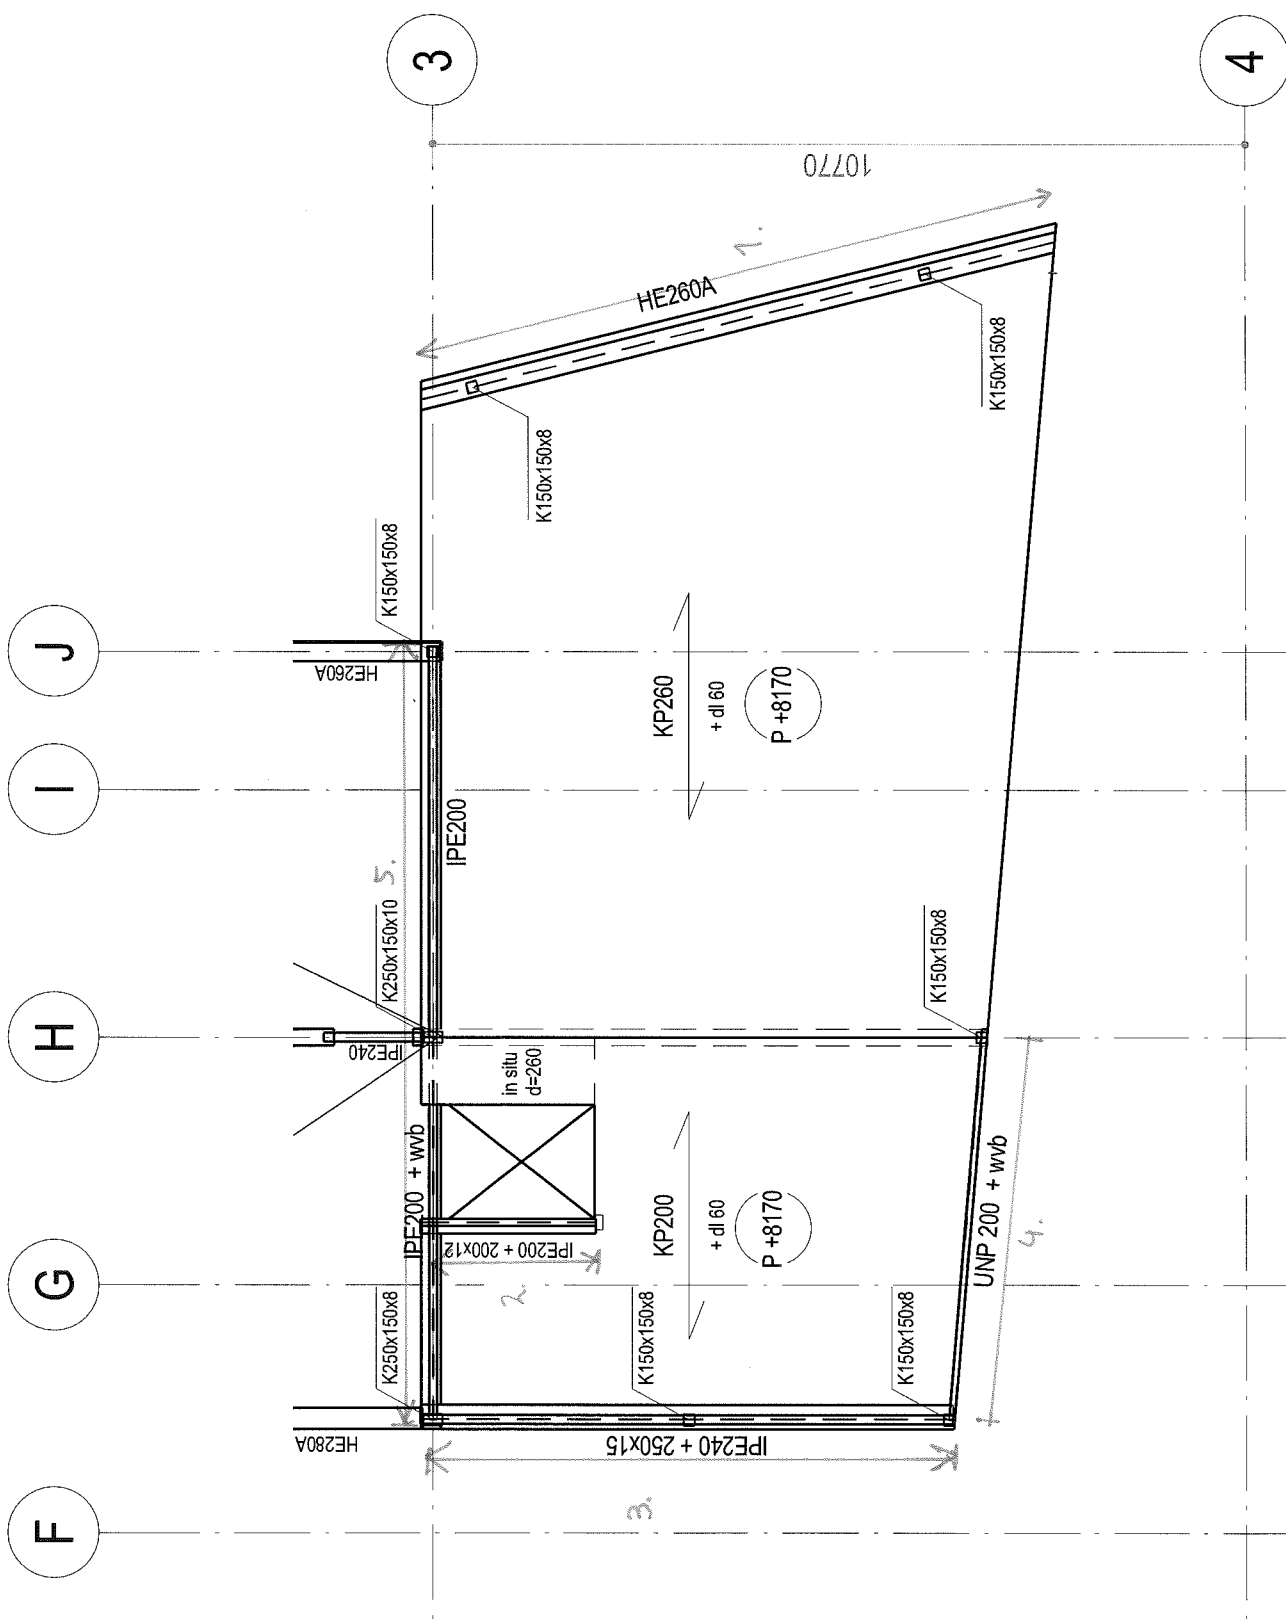 3
4
10770
1.
HE260A
K150x150x8
K150x150x8
J
K150x150x8
HE260A
I
IPE200
5.
KP260
+ dl 60
P +8170
H
K250x150x10
IPE240
K150x150x8
in situ
d=260
IPE200 + wvb
IPE200 + 200x12
2
KP200
+ dl 60
P +8170
UNP 200 + wvb
4.
G
K250x150x8
K150x150x8
K150x150x8
HE280A
IPE240 + 250x15
3.
F